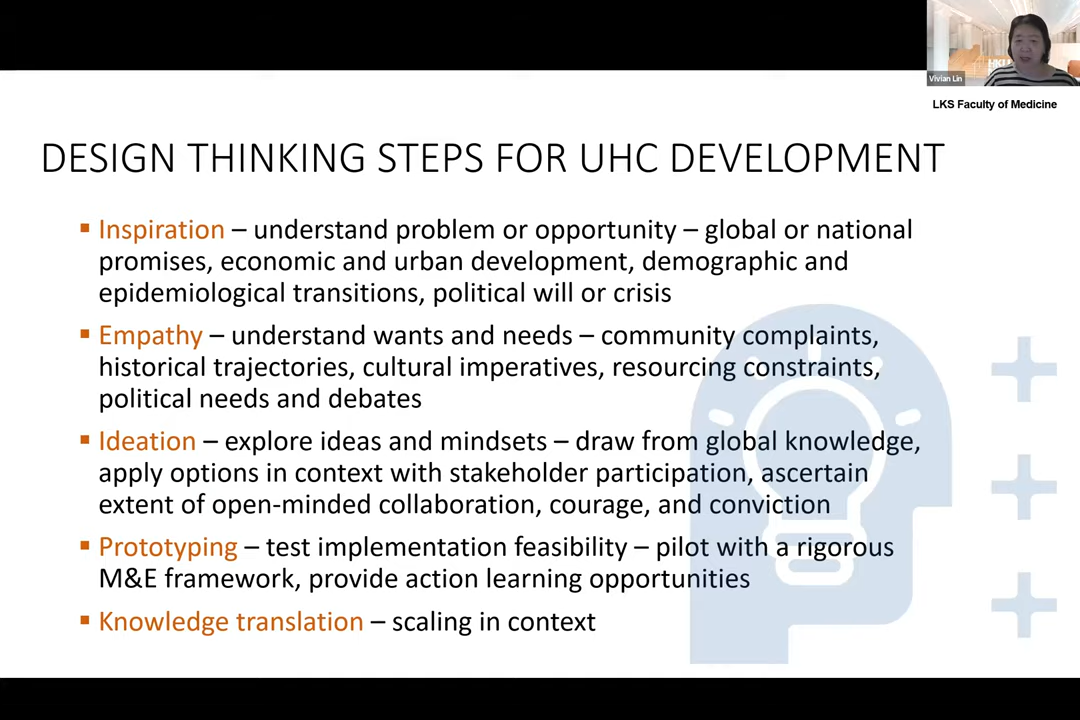 Vivian Lin
LKS Faculty of Medicine
DESIGN THINKING STEPS FOR UHC DEVELOPMENT
▪ Inspiration – understand problem or opportunity – global or national
promises, economic and urban development, demographic and
epidemiological transitions, political will or crisis
▪ Empathy – understand wants and needs – community complaints,
historical trajectories, cultural imperatives, resourcing constraints,
political needs and debates
▪ Ideation – explore ideas and mindsets – draw from global knowledge,
apply options in context with stakeholder participation, ascertain
extent of open-minded collaboration, courage, and conviction
▪ Prototyping – test implementation feasibility – pilot with a rigorous
M&E framework, provide action learning opportunities
▪ Knowledge translation – scaling in context